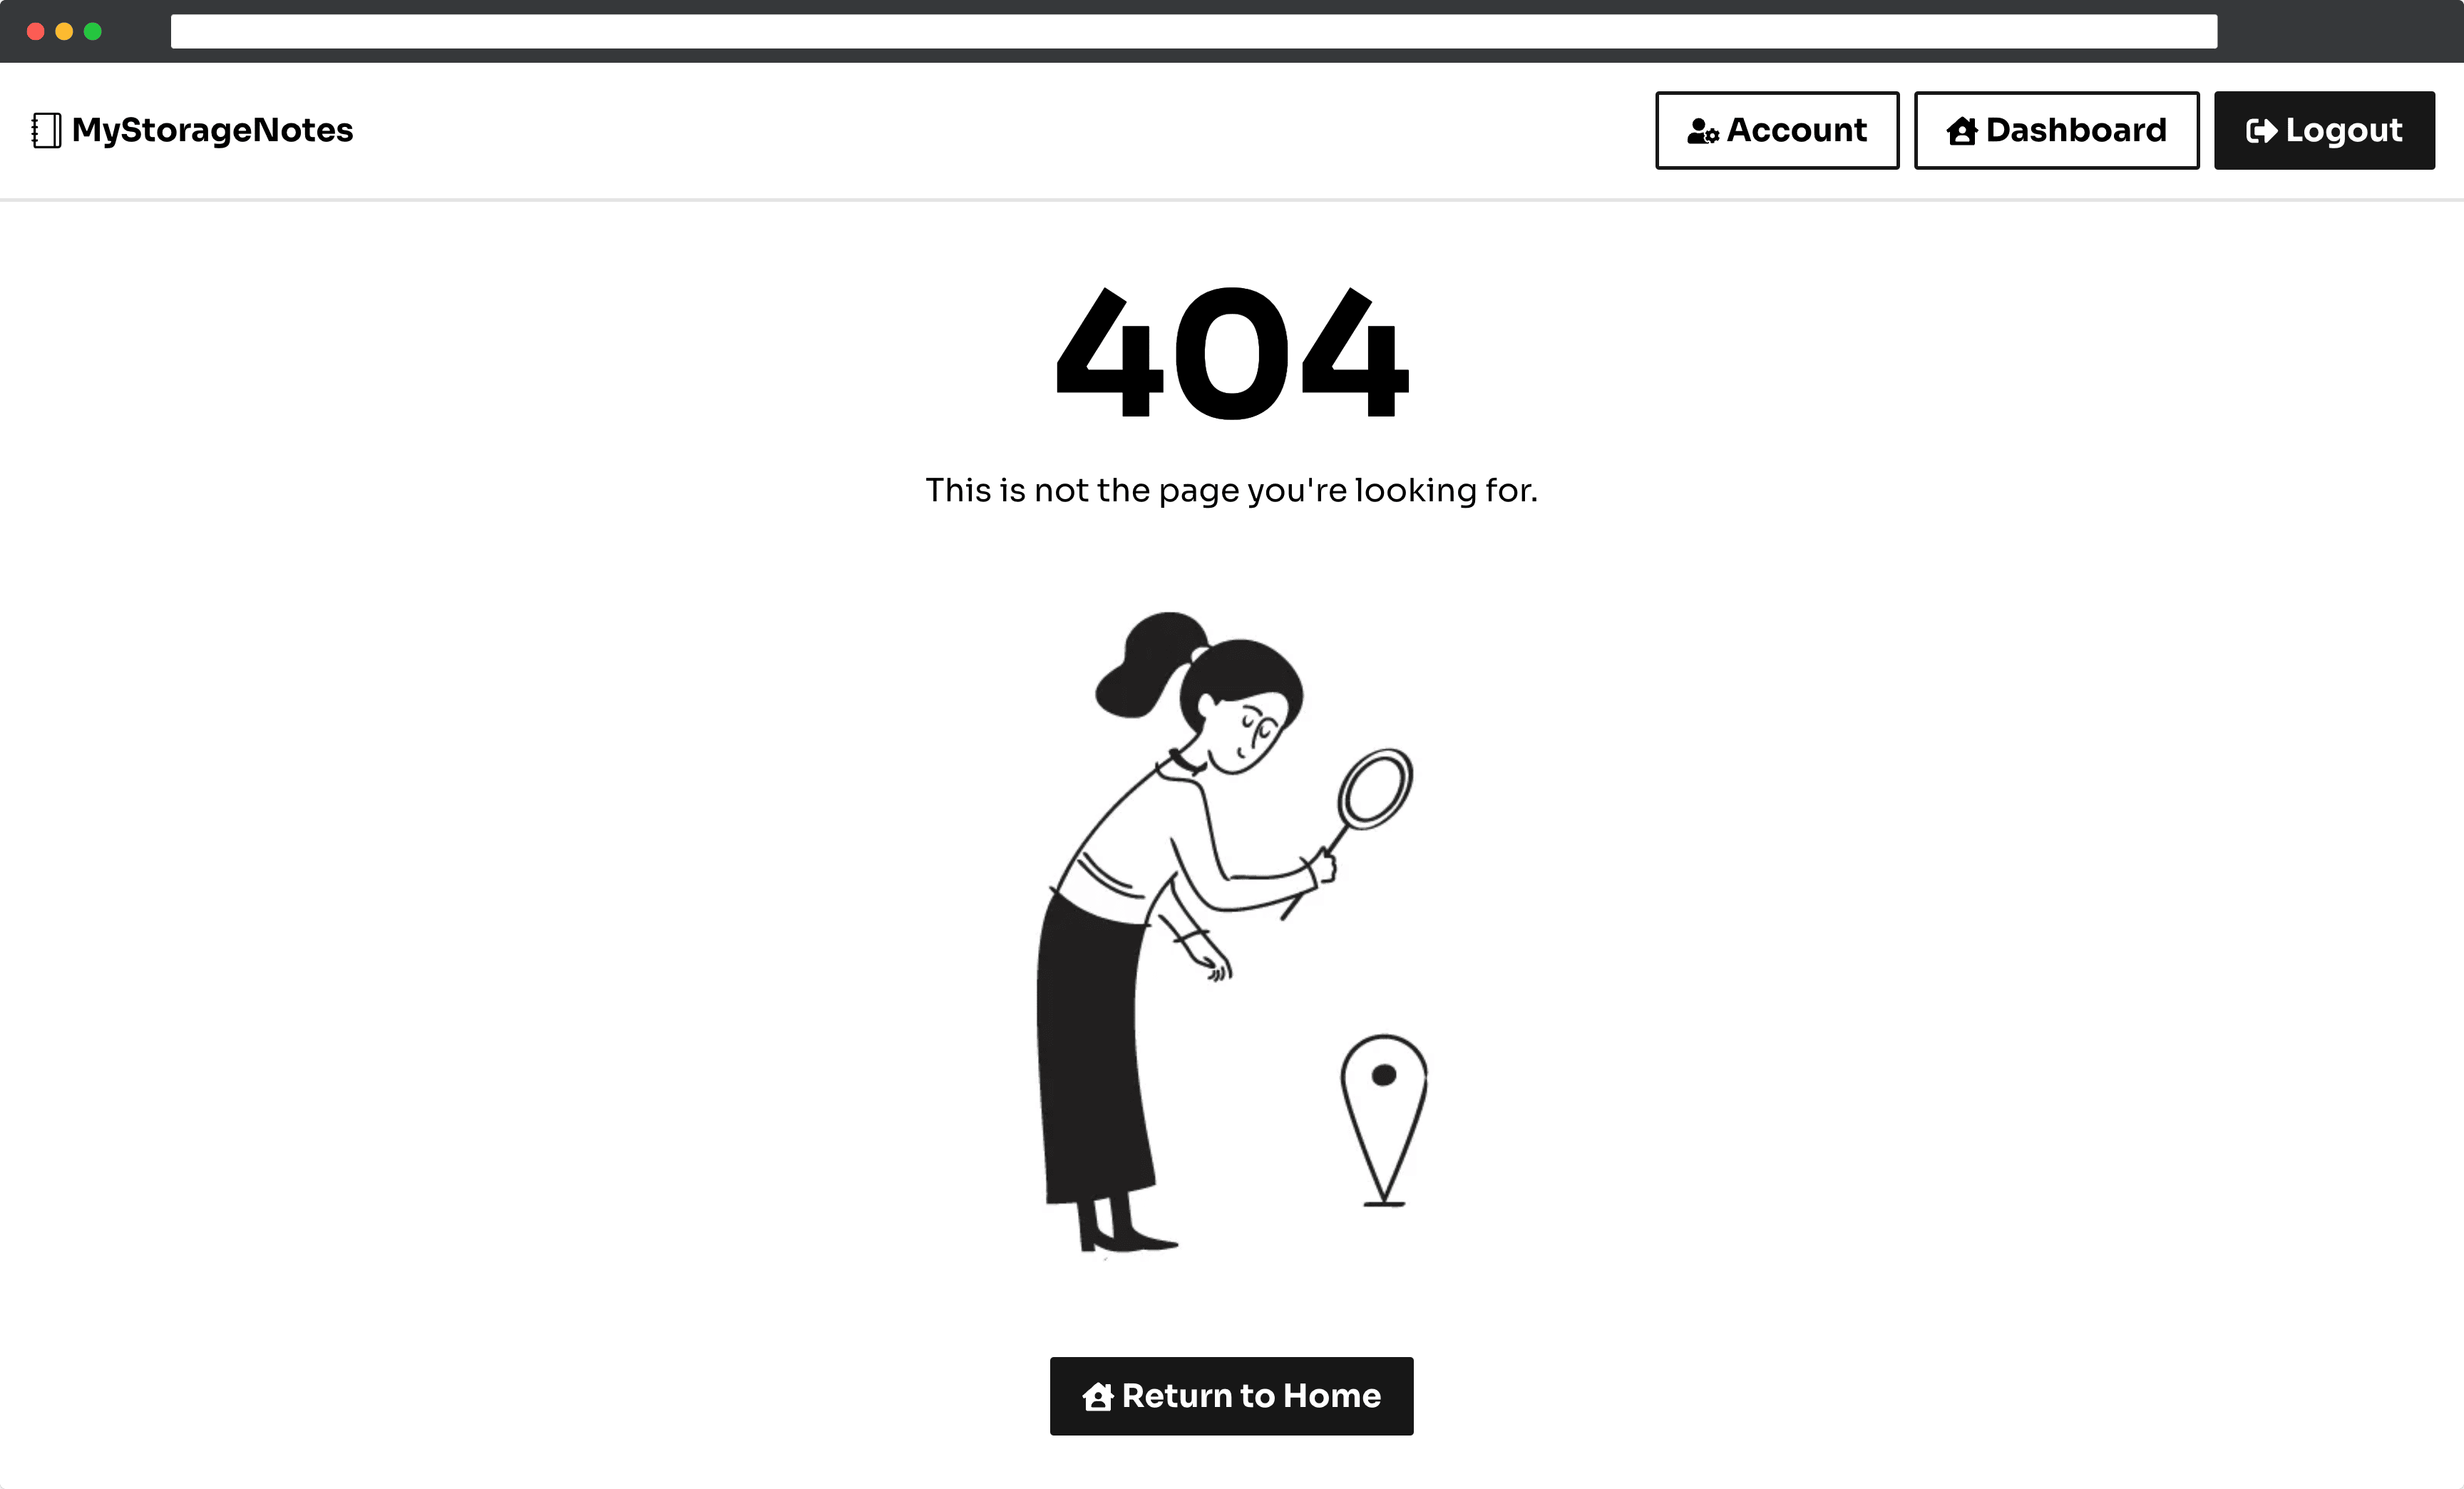 MyStorageNotes
Account
Dashboard
Logout
404
This is not the page you're looking for.
Return to Home